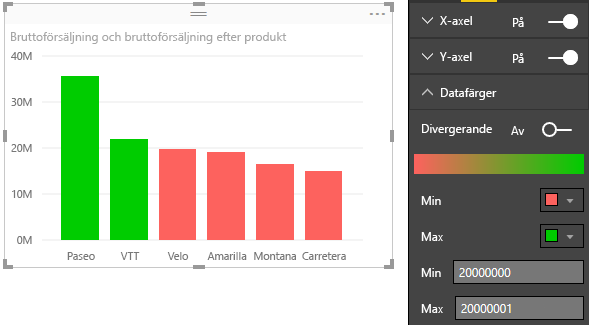 Bruttoförsäljning och bruttoförsäljning efter produkt
40M
30M
20M
10M
0M
Paseo VTT Velo Amarilla Montana Carretera
X-axel På
Y-axel På
Datafärger
Divergerande Av
Min
Max
Min 20000000
Max 20000001